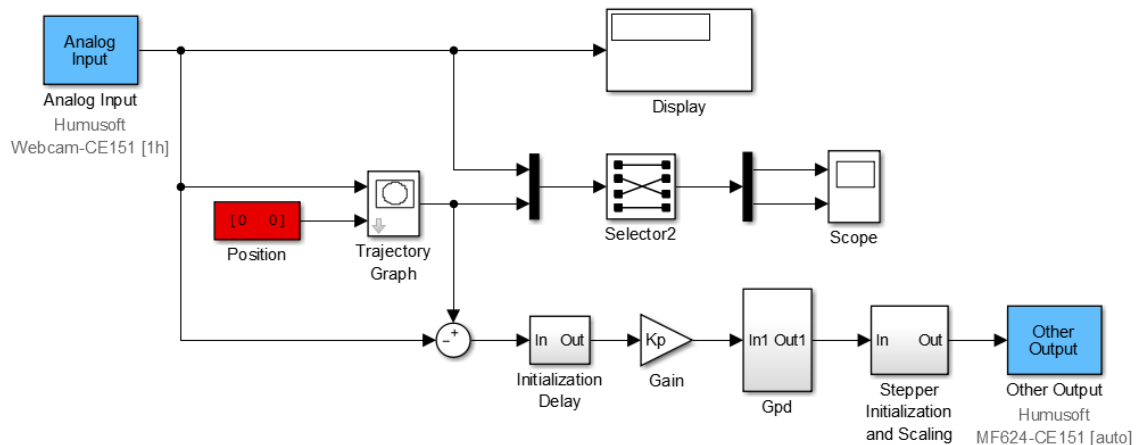 Analog
Input
Analog Input
Humusoft
Webcam-CE151 [1h]
Display
[0 0]
Position
Trajectory
Graph
Selector2
Scope
- +
In Out
Initialization
Delay
Kp
Gain
In1 Out1
Gpd
In Out
Stepper
Initialization
and Scaling
Other
Output
Other Output
Humusoft
MF624-CE151 [auto]